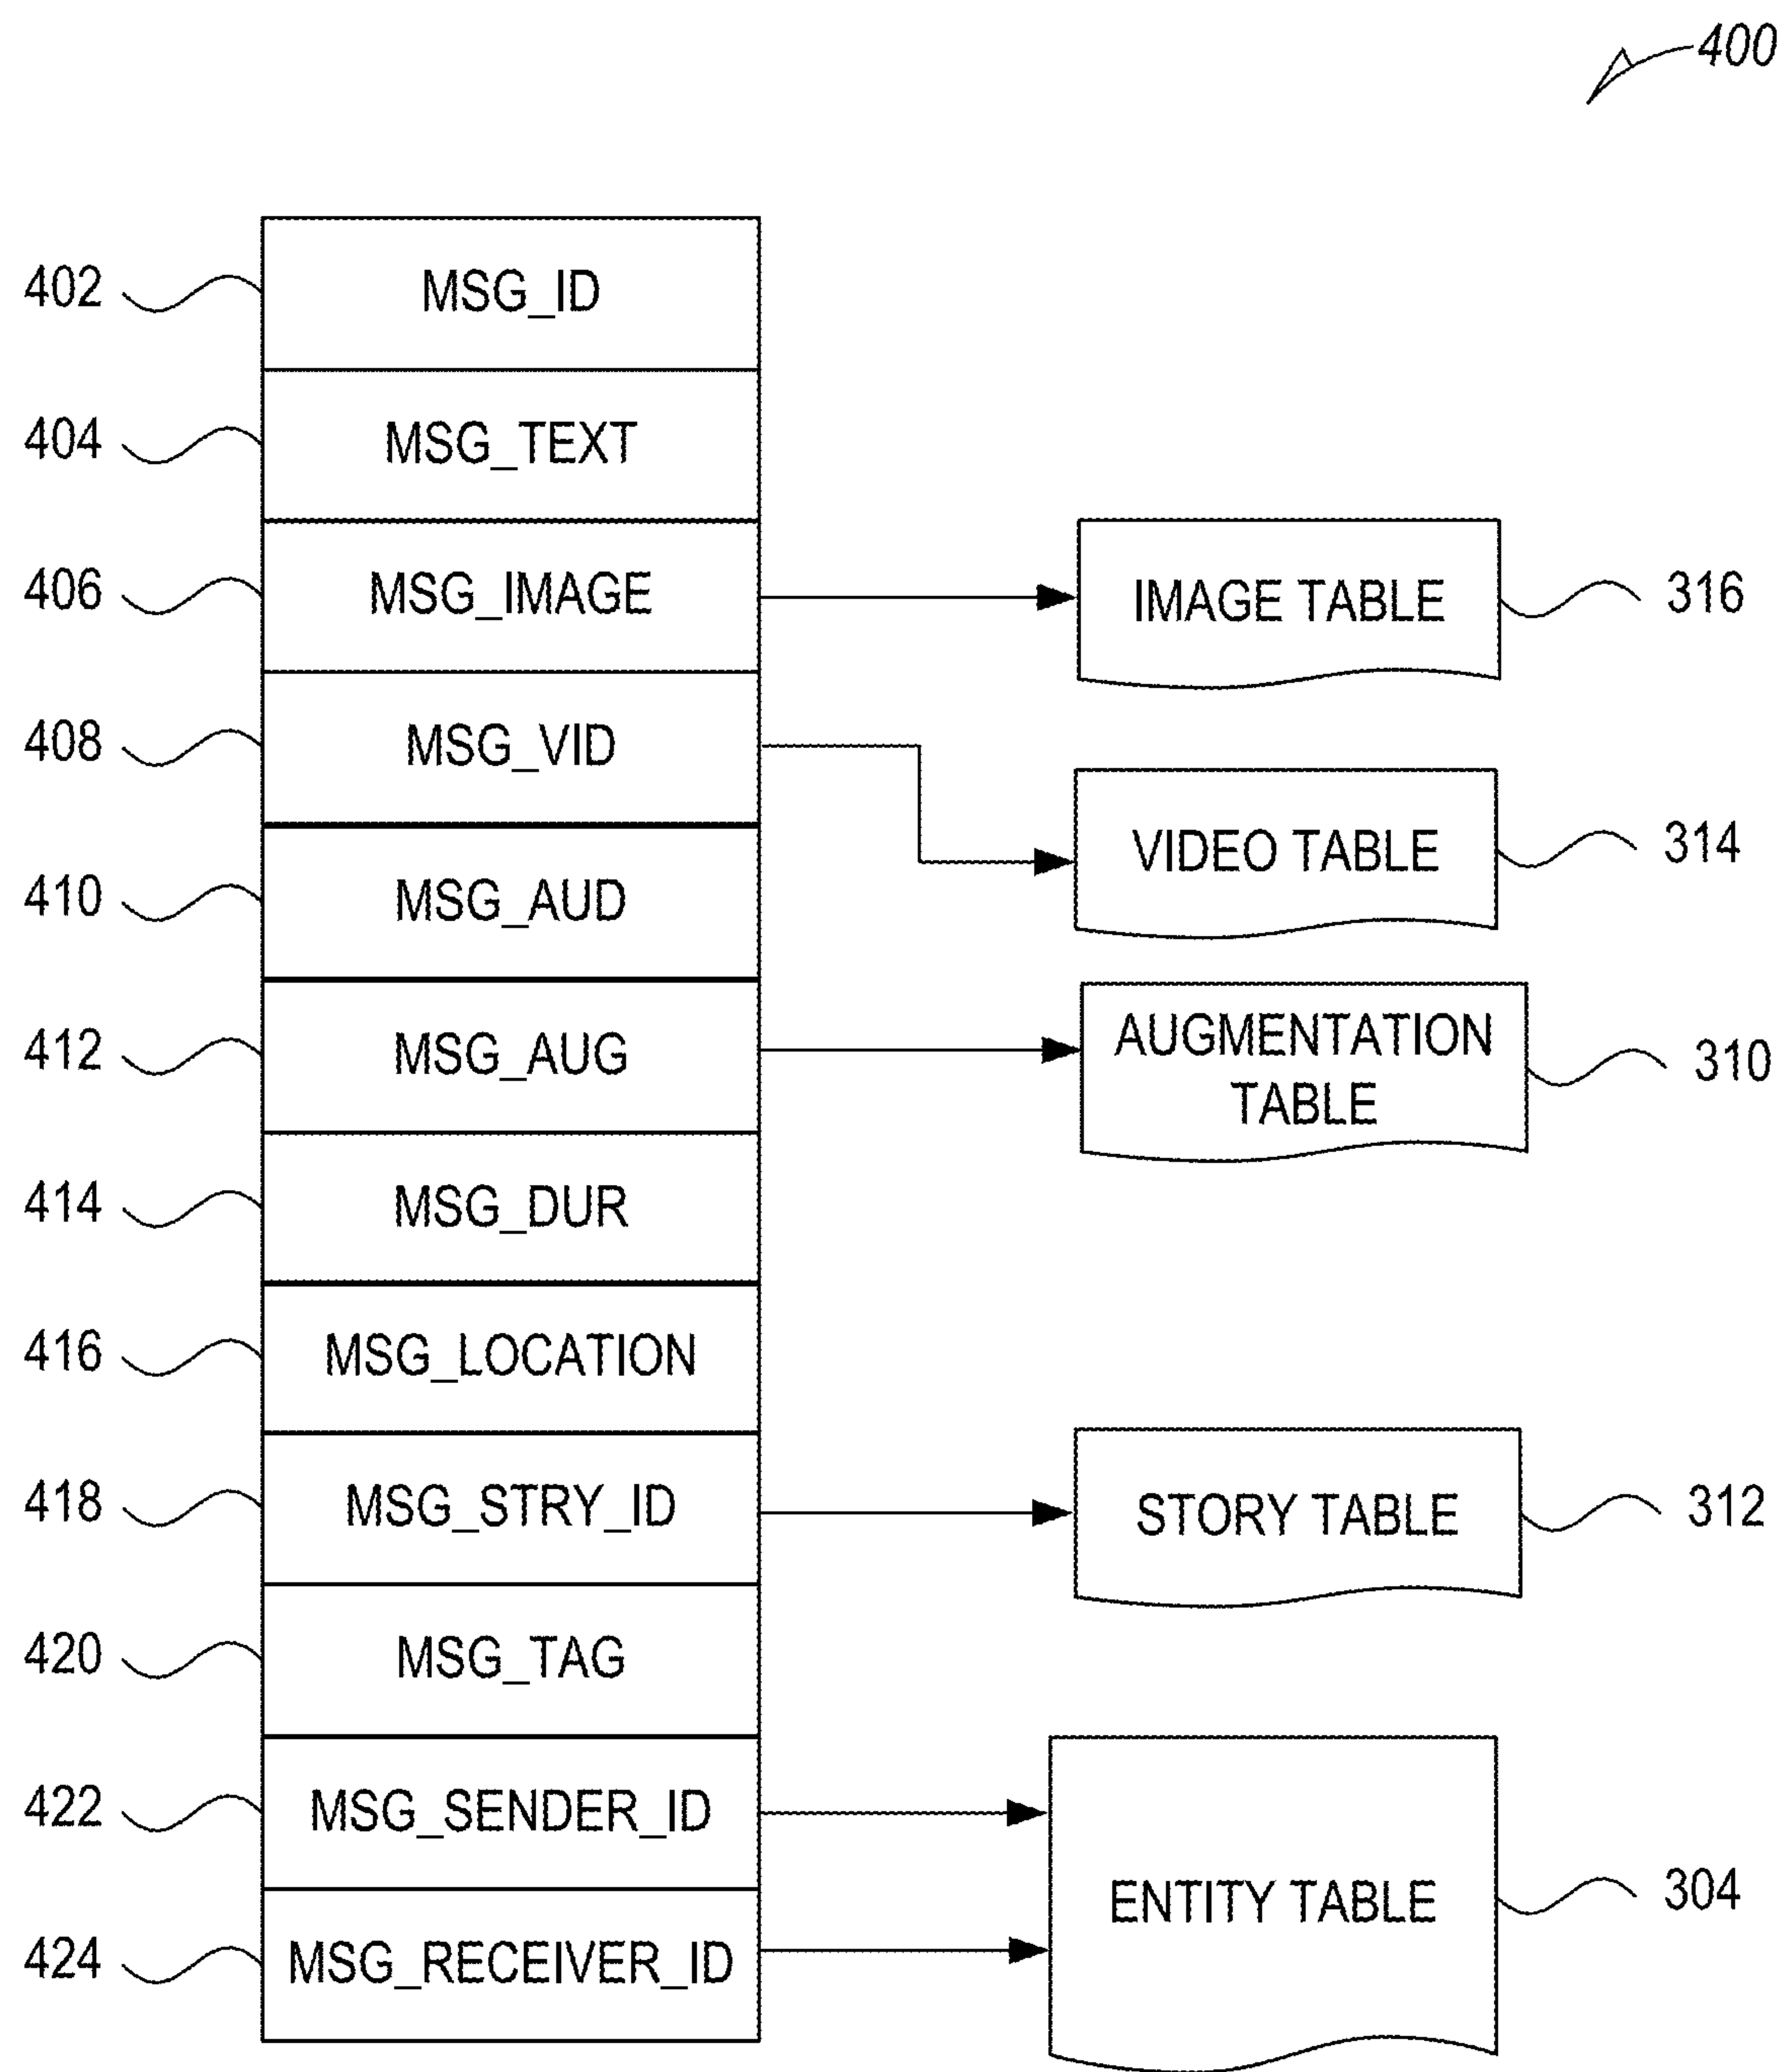 400
402 MSG_ID
404 MSG_TEXT
406 MSG_IMAGE IMAGE TABLE 316
408 MSG_VID VIDEO TABLE 314
410 MSG_AUD
412 MSG_AUG AUGMENTATION TABLE 310
414 MSG_DUR
416 MSG_LOCATION
418 MSG_STRY_ID STORY TABLE 312
420 MSG_TAG
422 MSG_SENDER_ID ENTITY TABLE 304
424 MSG_RECEIVER_ID